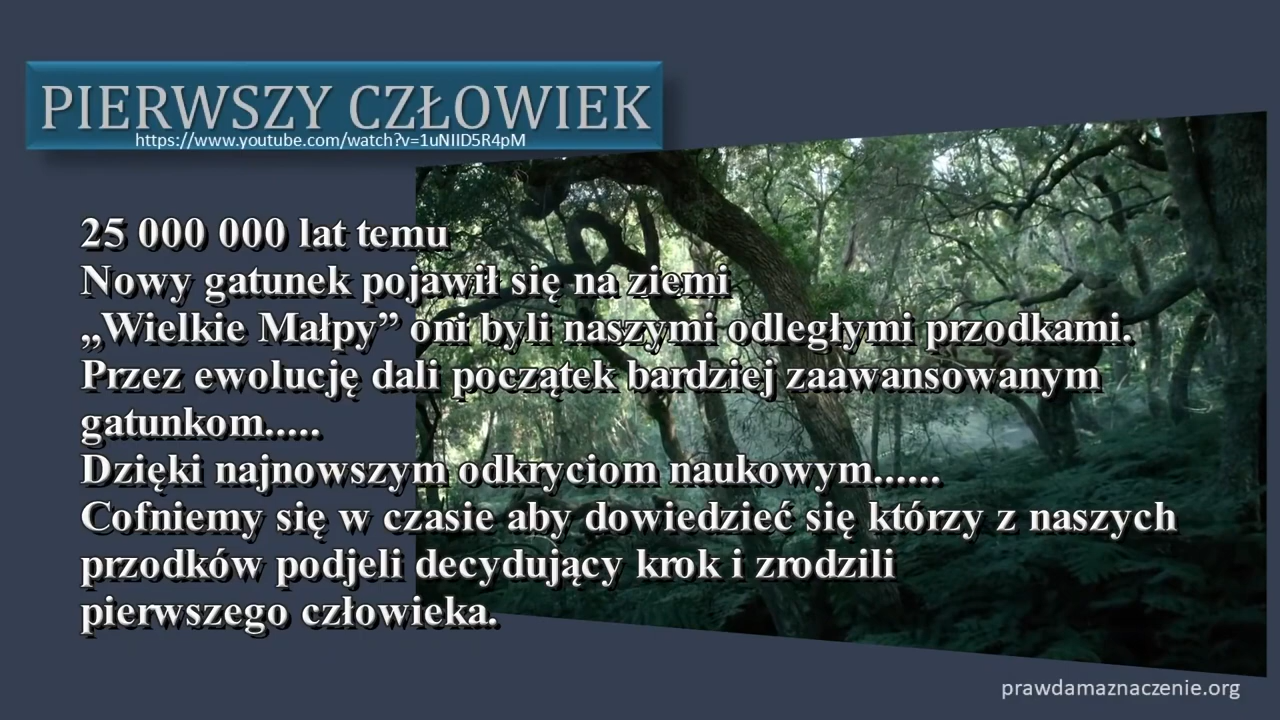 PIERWSZY CZŁOWIEK
https://www.youtube.com/watch?v=1uNIID5R4pM
25 000 000 lat temu
Nowy gatunek pojawił się na ziemi
„Wielkie Małpy” oni byli naszymi odległymi przodkami.
Przez ewolucję dali początek bardziej zaawansowanym
gatunkom.....
Dzięki najnowszym odkryciom naukowym......
Cofniemy się w czasie aby dowiedzieć się którzy z naszych
przodków podjeli decydujący krok i zrodzili
pierwszego człowieka.
prawdamaznaczenie.org